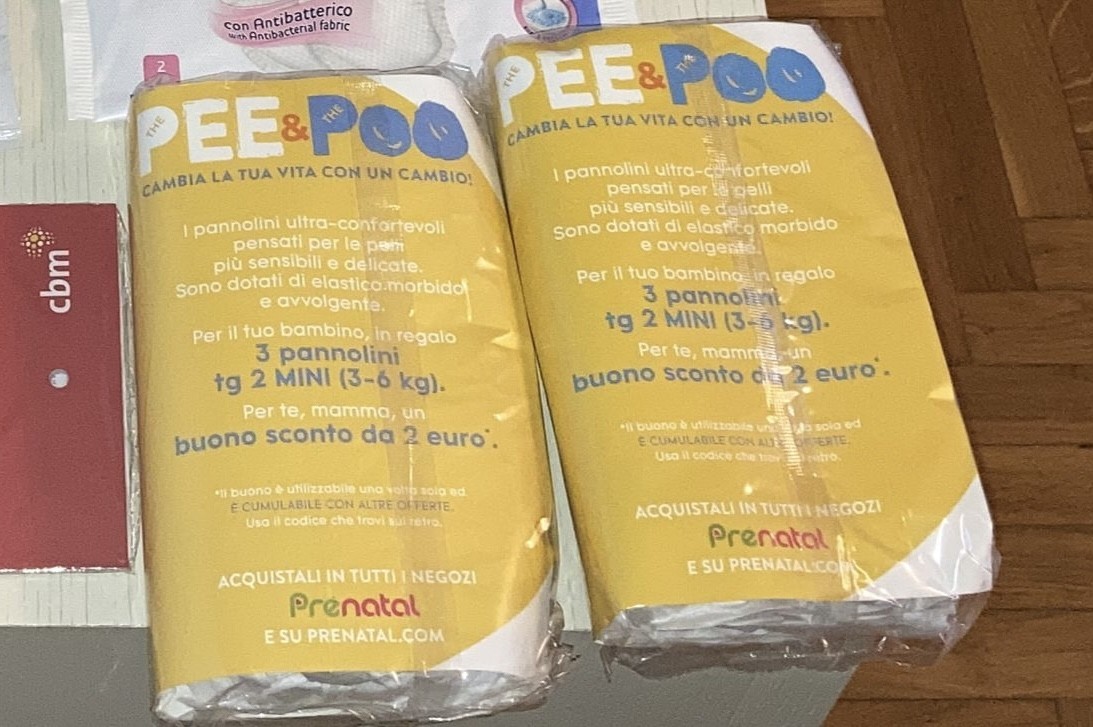 con Antibatterico
with Antibacterial fabric
2
cbm
THE PEE & THE POO
CAMBIA LA TUA VITA CON UN CAMBIO!
I pannolini ultra-confortevoli
pensati per le pelli
più sensibili e delicate.
Sono dotati di elastico morbido
e avvolgente.
Per il tuo bambino, in regalo
3 pannolini
tg 2 MINI (3-6 kg).
Per te, mamma, un
buono sconto da 2 euro*.
*Il buono è utilizzabile una volta sola ed
È CUMULABILE CON ALTRE OFFERTE.
Usa il codice che trovi sul retro.
ACQUISTALI IN TUTTI I NEGOZI
Prénatal
E SU PRENATAL.COM
THE PEE & THE POO
CAMBIA LA TUA VITA CON UN CAMBIO!
I pannolini ultra-confortevoli
pensati per le pelli
più sensibili e delicate.
Sono dotati di elastico morbido
e avvolgente.
Per il tuo bambino, in regalo
3 pannolini
tg 2 MINI (3-6 kg).
Per te, mamma, un
buono sconto da 2 euro*.
*Il buono è utilizzabile una volta sola ed
È CUMULABILE CON ALTRE OFFERTE.
Usa il codice che trovi sul retro.
ACQUISTALI IN TUTTI I NEGOZI
Prénatal
E SU PRENATAL.COM